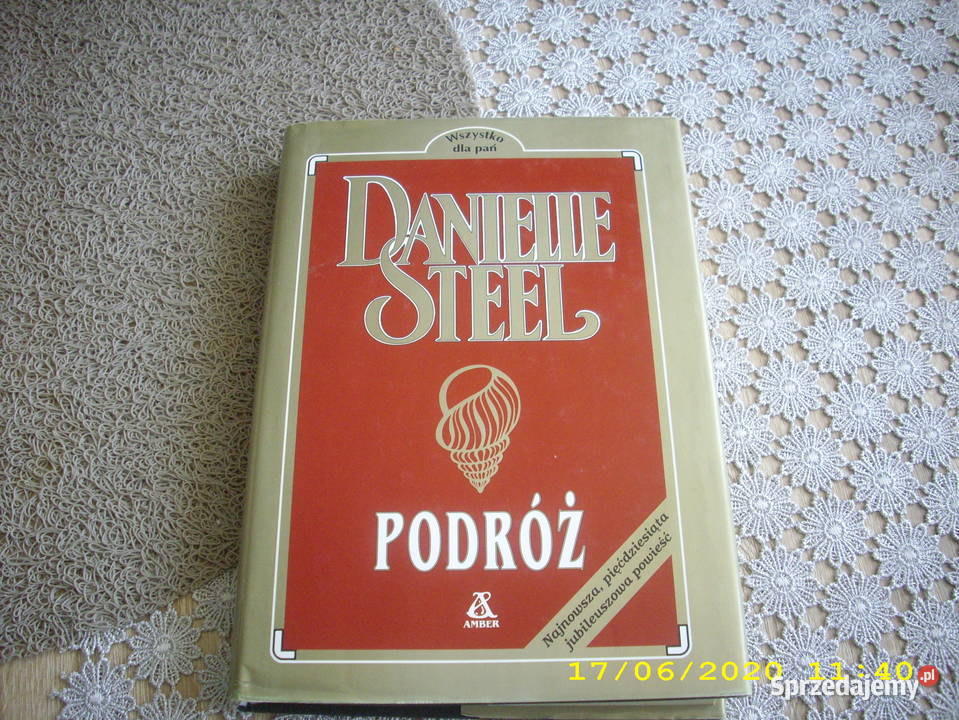 Wszystko
dla pań
DANIELLE
STEEL
PODRÓŻ
AMBER
Najnowsza, pięćdziesiąta
jubileuszowa powieść
17/06/2020 11:40
Sprzedajemy.pl